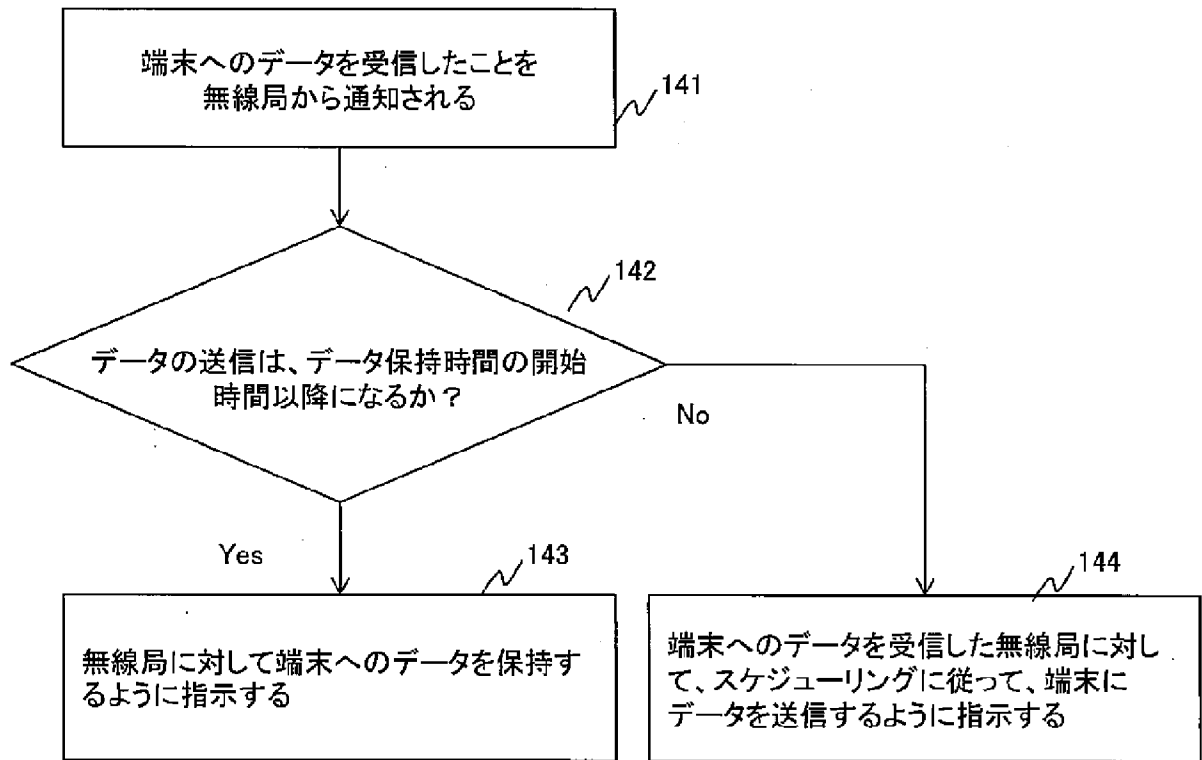 端末へのデータを受信したことを
無線局から通知される
141
142
データの送信は、データ保持時間の開始
時間以降になるか?
No
Yes
143
144
無線局に対して端末へのデータを保持す
るように指示する
端末へのデータを受信した無線局に対し
て、スケジューリングに従って、端末に
データを送信するように指示する